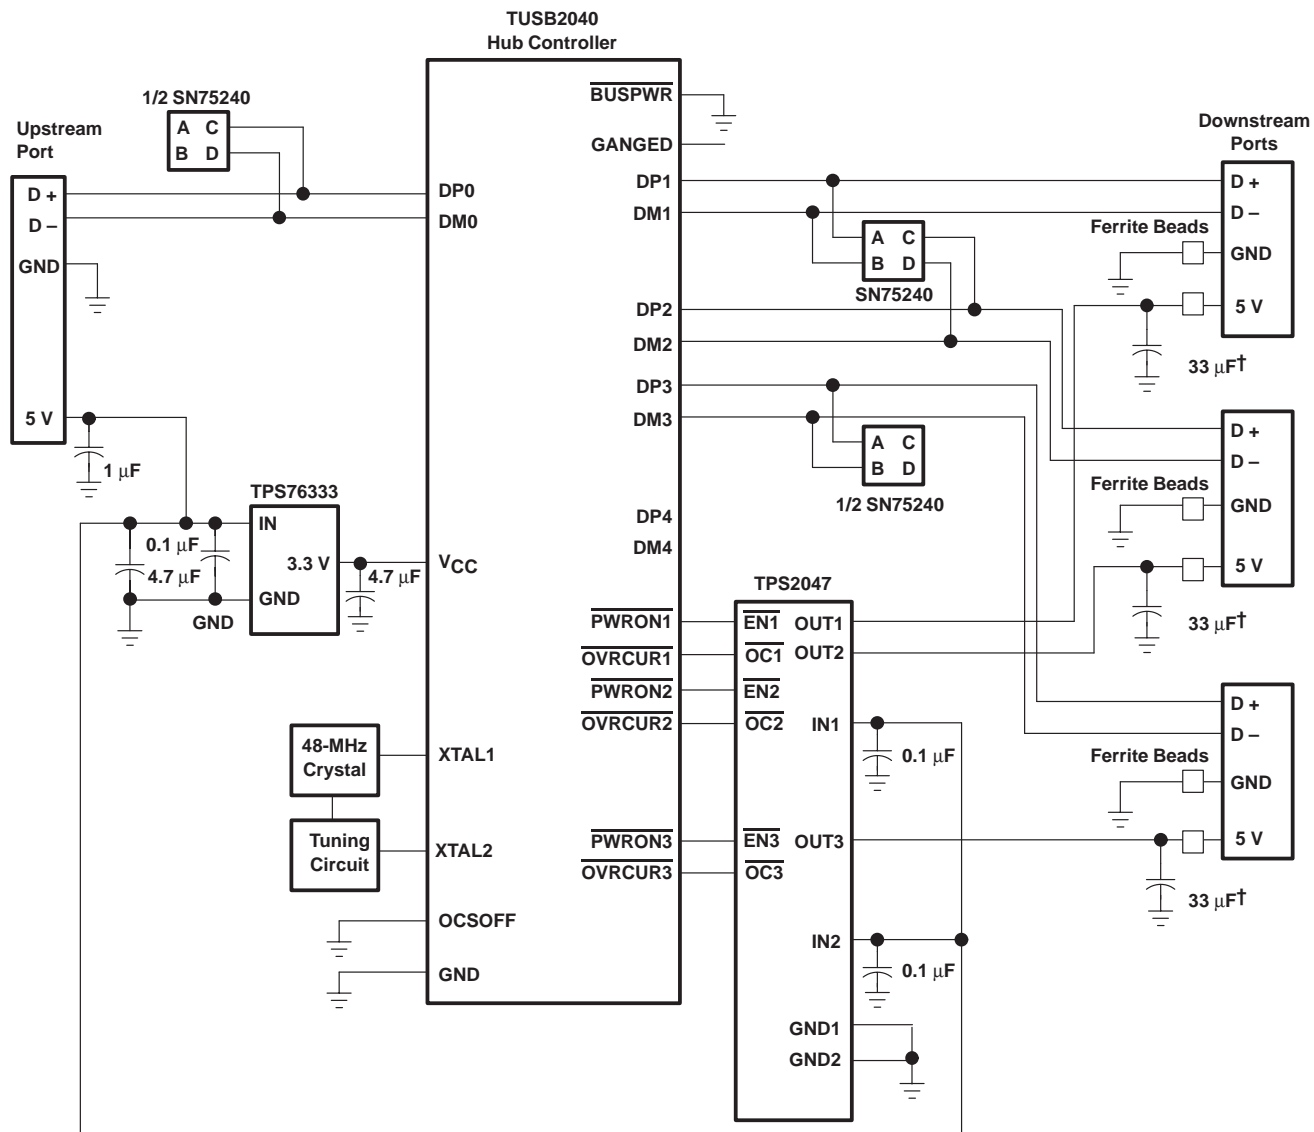 TUSB2040
Hub Controller
1/2 SN75240
A C
B D
Upstream
Port
D +
D –
GND
5 V
1 µF
TPS76333
IN
3.3 V
GND
0.1 µF
4.7 µF
GND
4.7 µF
48-MHz
Crystal
Tuning
Circuit
DP0
DM0
VCC
XTAL1
XTAL2
OCSOFF
GND
BUSPWR
GANGED
DP1
DM1
DP2
DM2
DP3
DM3
DP4
DM4
PWRON1
OVRCUR1
PWRON2
OVRCUR2
PWRON3
OVRCUR3
A C
B D
SN75240
A C
B D
1/2 SN75240
TPS2047
EN1 OUT1
OC1 OUT2
EN2
OC2 IN1
EN3 OUT3
OC3
IN2
GND1
GND2
0.1 µF
0.1 µF
Downstream
Ports
D +
D –
Ferrite Beads
GND
5 V
33 µF†
D +
D –
Ferrite Beads
GND
5 V
33 µF†
D +
D –
Ferrite Beads
GND
5 V
33 µF†